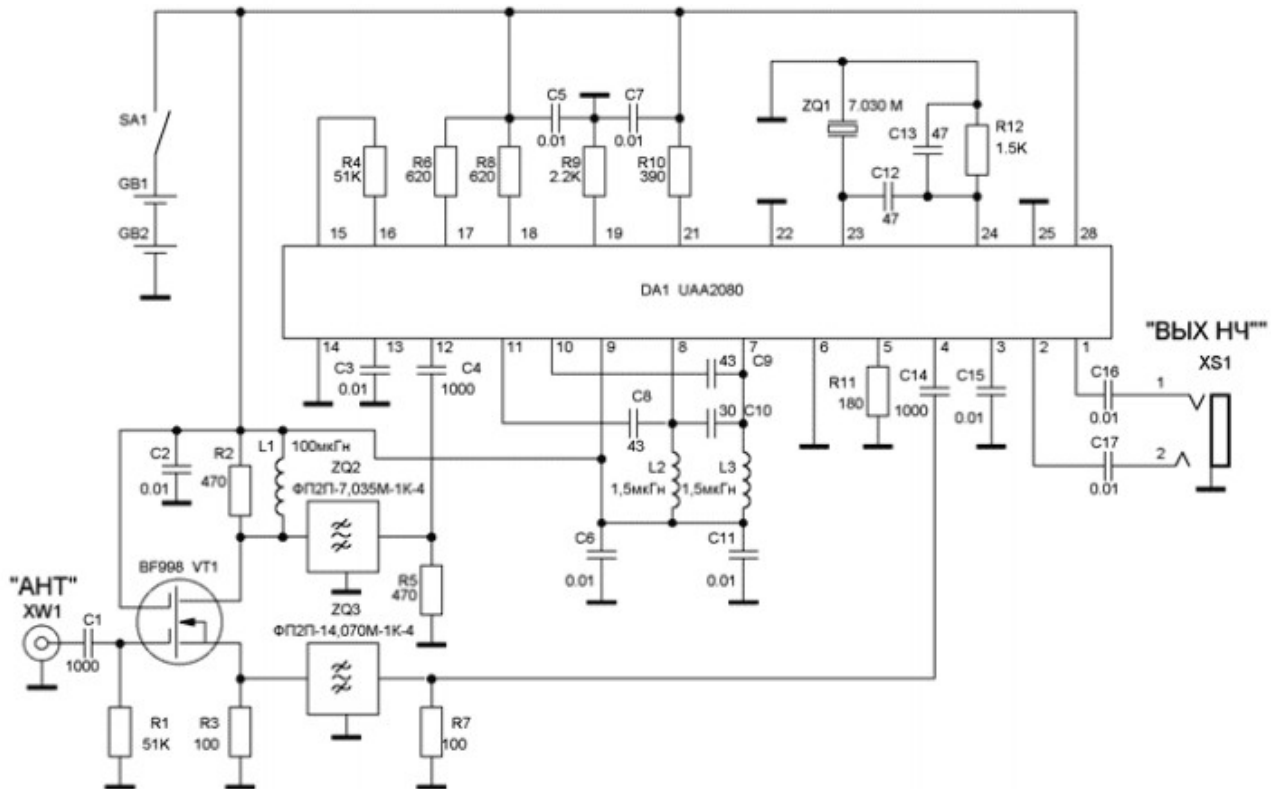 SA1
GB1
GB2
C5
0.01
C7
0.01
ZQ1
7.030 M
C13
47
R12
1.5K
C12
47
R4
51K
R6
620
R8
620
R9
2.2K
R10
390
15
16
17
18
19
21
22
23
24
25
28
DA1 UAA2080
14
13
12
11
10
9
8
7
6
5
4
3
2
1
C3
0.01
C4
1000
43
C9
C8
43
30
C10
R11
180
C14
1000
C15
0.01
"ВЫХ НЧ""
XS1
C16
0.01
1
C17
0.01
2
C2
0.01
R2
470
L1
100мкГн
ZQ2
ФП2П-7,035М-1К-4
L2
1,5мкГн
L3
1,5мкГн
C6
0.01
C11
0.01
BF998 VT1
R5
470
"АНТ"
XW1
C1
1000
ZQ3
ФП2П-14,070М-1К-4
R1
51K
R3
100
R7
100